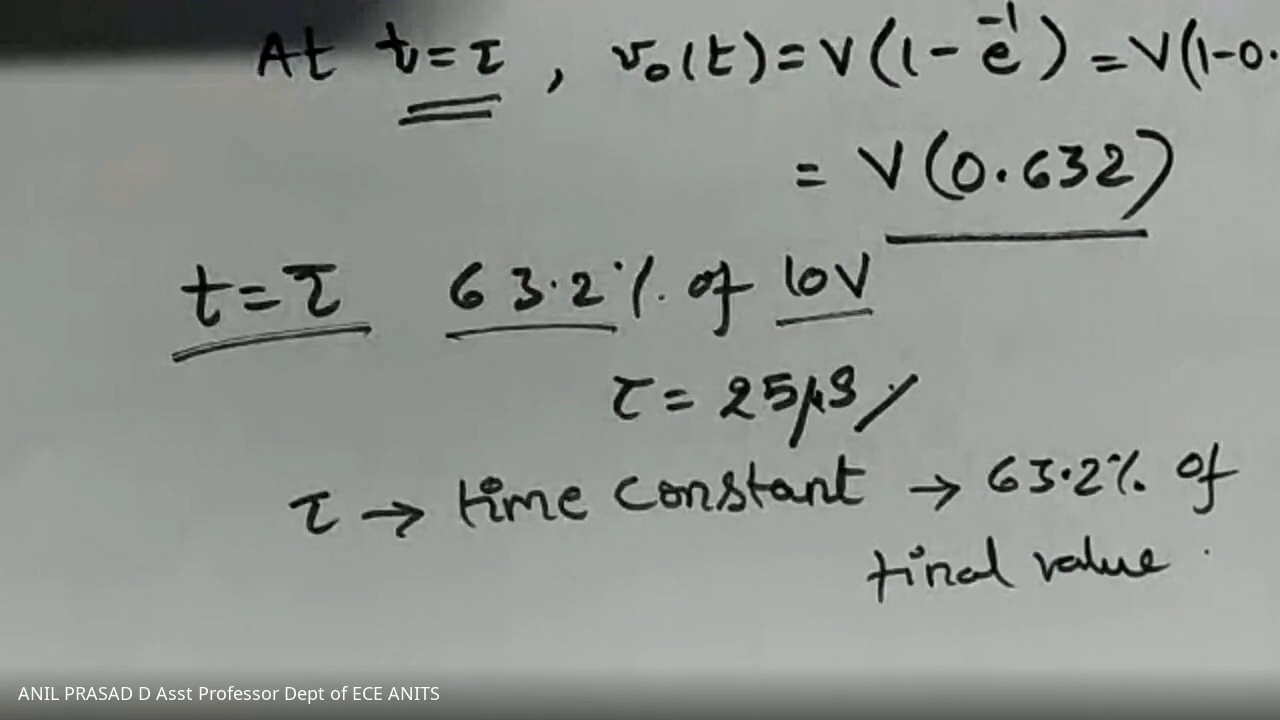 At t=τ, v₀(t)=V(1-e⁻¹)=V(1-0.
= V(0.632)
t=τ 63.2% of 10V
τ = 25μs
τ → time constant → 63.2% of
final value.
ANIL PRASAD D Asst Professor Dept of ECE ANITS